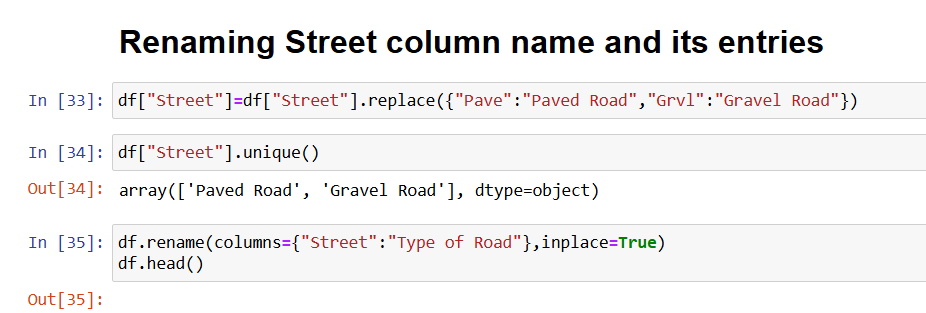 Renaming Street column name and its entries
In [33]: df["Street"]=df["Street"].replace({"Pave":"Paved Road","Grvl":"Gravel Road"})
In [34]: df["Street"].unique()
Out[34]: array(['Paved Road', 'Gravel Road'], dtype=object)
In [35]: df.rename(columns={"Street":"Type of Road"},inplace=True)
df.head()
Out[35]: